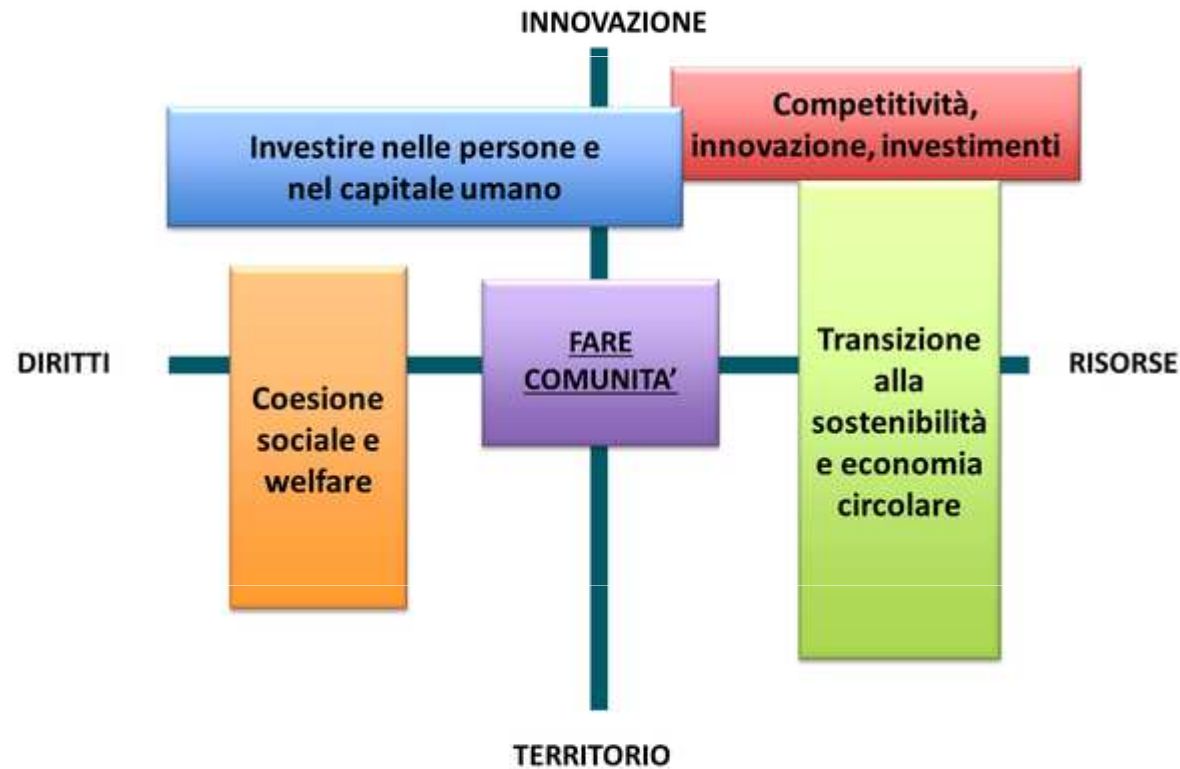 INNOVAZIONE
Competitività,
innovazione, investimenti
Investire nelle persone e
nel capitale umano
DIRITTI
Coesione
sociale e
welfare
FARE
COMUNITA’
Transizione
alla
sostenibilità
e economia
circolare
RISORSE
TERRITORIO